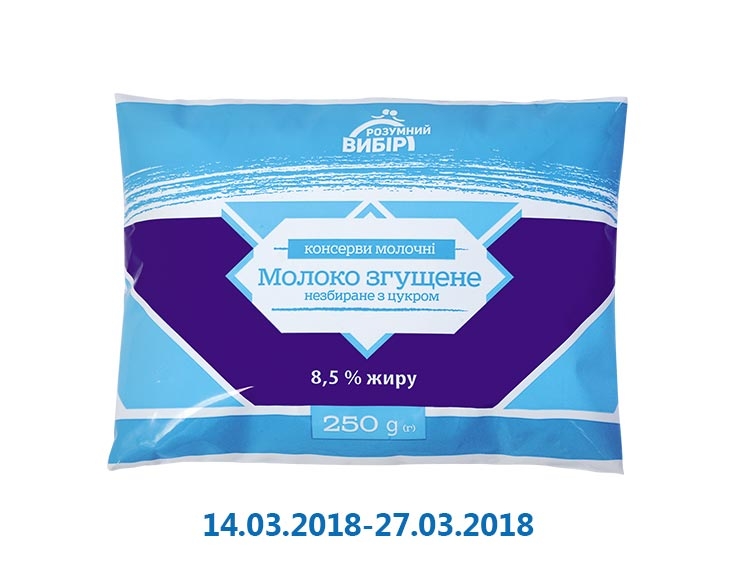 РОЗУМНИЙ
ВИБІР
консерви молочні
Молоко згущене
незбиране з цукром
8,5 % жиру
250 g (г)
14.03.2018-27.03.2018